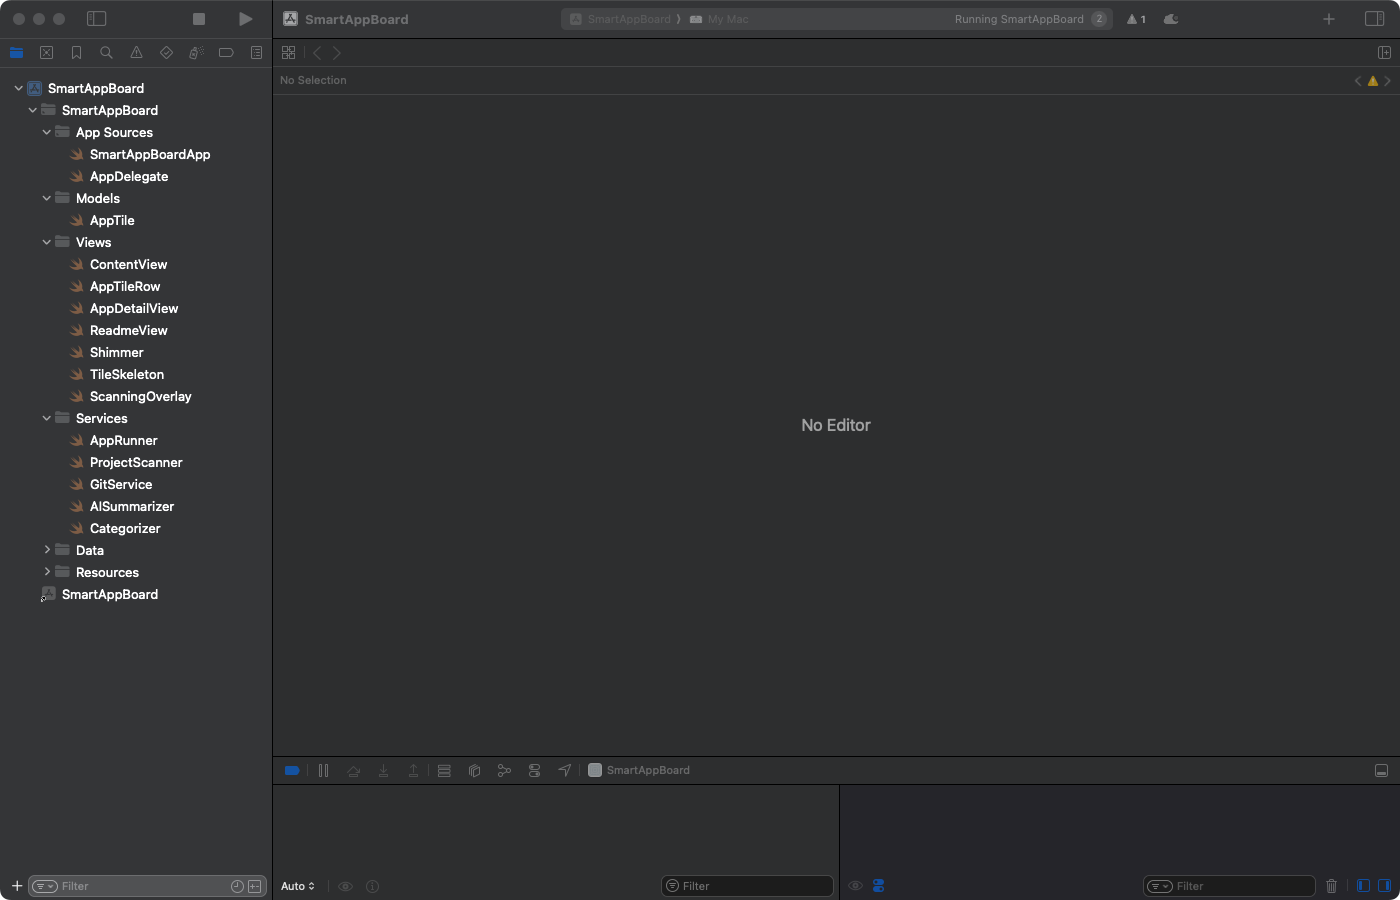 SmartAppBoard
SmartAppBoard
My Mac
Running SmartAppBoard
2
1
No Selection
SmartAppBoard
SmartAppBoard
App Sources
SmartAppBoardApp
AppDelegate
Models
AppTile
Views
ContentView
AppTileRow
AppDetailView
ReadmeView
Shimmer
TileSkeleton
ScanningOverlay
Services
AppRunner
ProjectScanner
GitService
AISummarizer
Categorizer
Data
Resources
SmartAppBoard
No Editor
SmartAppBoard
Filter
Auto
Filter
Filter